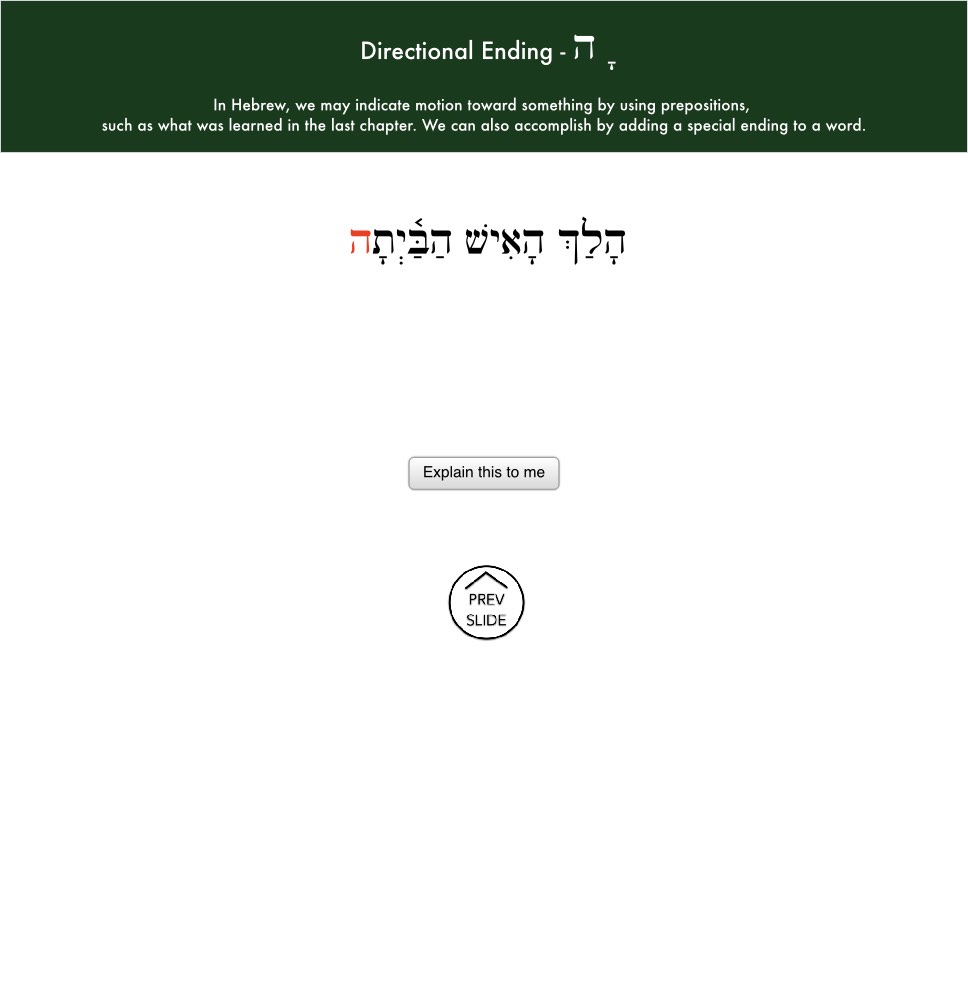 Directional Ending - ָה
In Hebrew, we may indicate motion toward something by using prepositions,
such as what was learned in the last chapter. We can also accomplish by adding a special ending to a word.
הָלַךְ הָאִישׁ הַבַּ֫יְתָה
Explain this to me
PREV
SLIDE